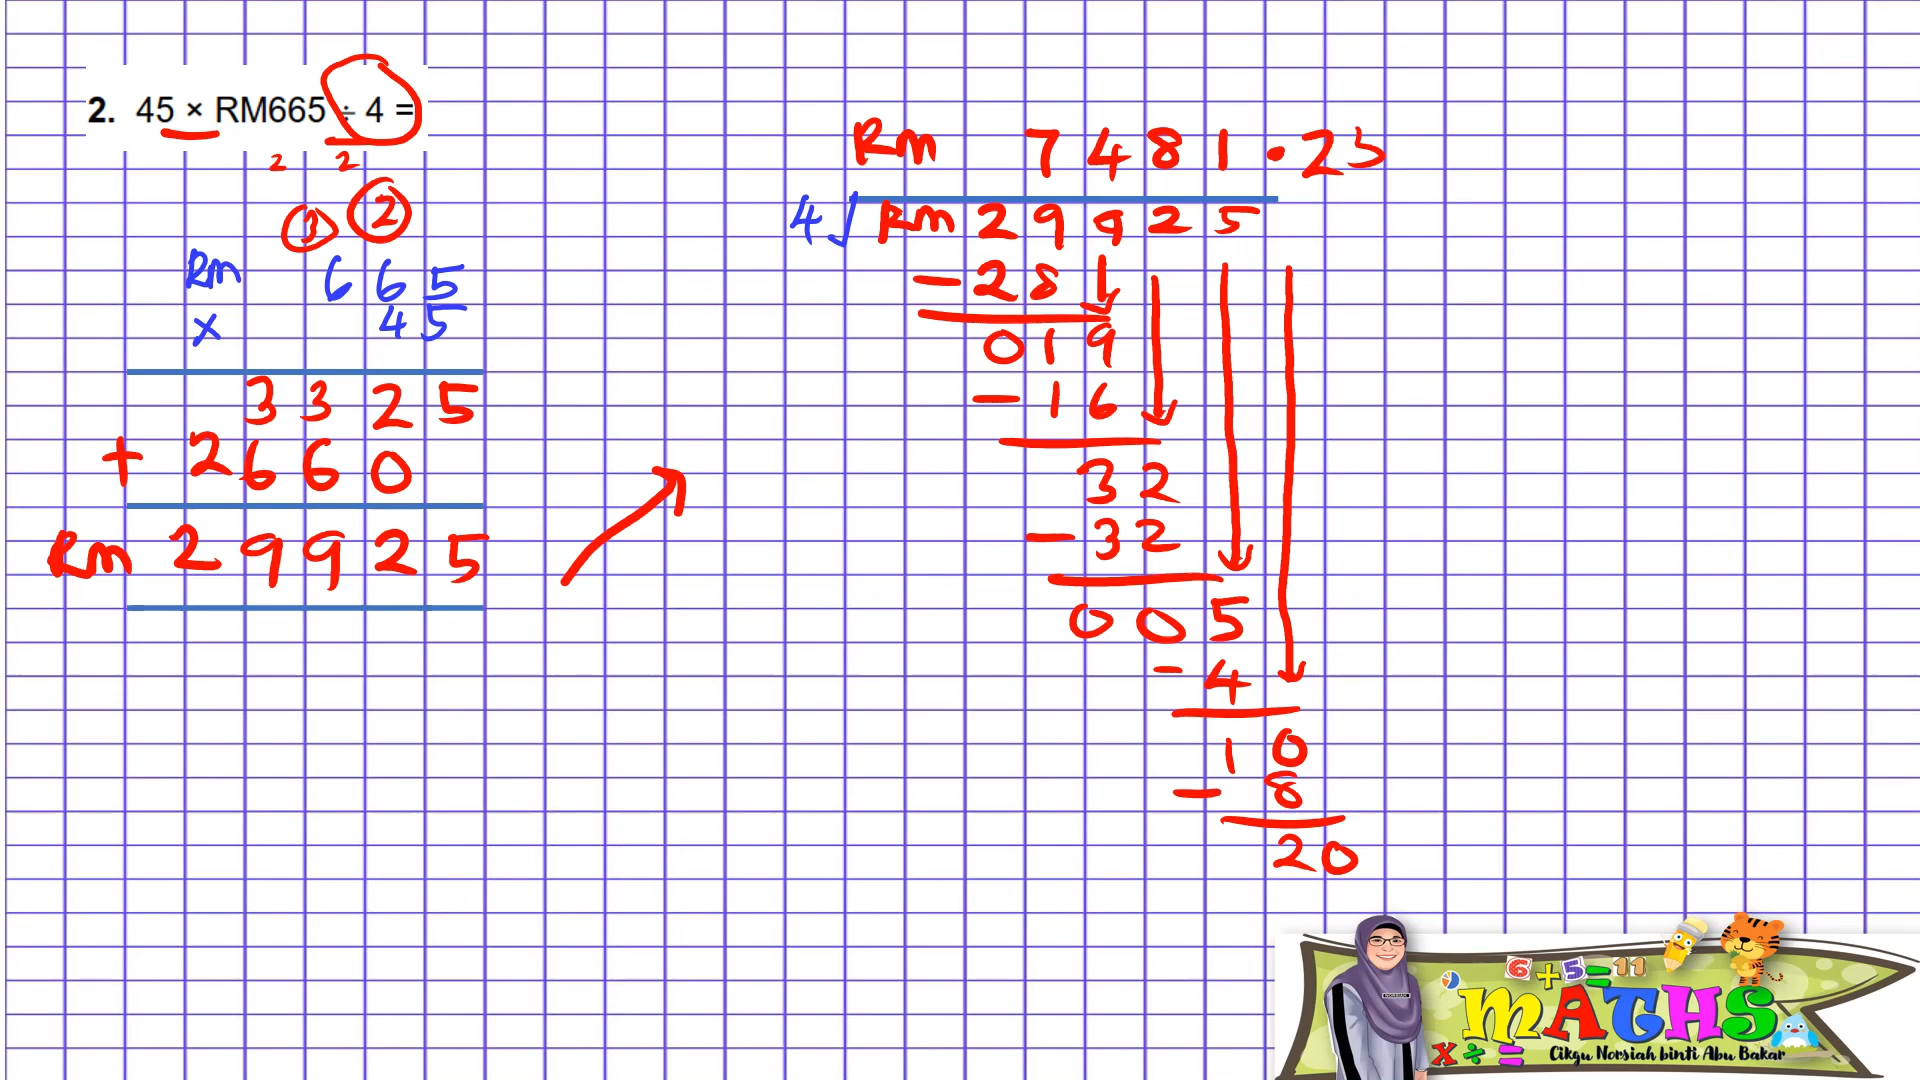 2. 45 × RM665 ÷ 4 =
2 2
3 2
RM 6 6 5
x 4 5
3 3 2 5
+ 2 6 6 0
RM 2 9 9 2 5
RM 7 4 8 1 . 25
4 RM 2 9 9 2 5
- 2 8
0 1 9
- 1 6
3 2
- 3 2
0 0 5
- 4
1 0
- 8
2 0
6+5=11
MATHS
x ÷ =
Cikgu Norsiah binti Abu Bakar
NORSIAH